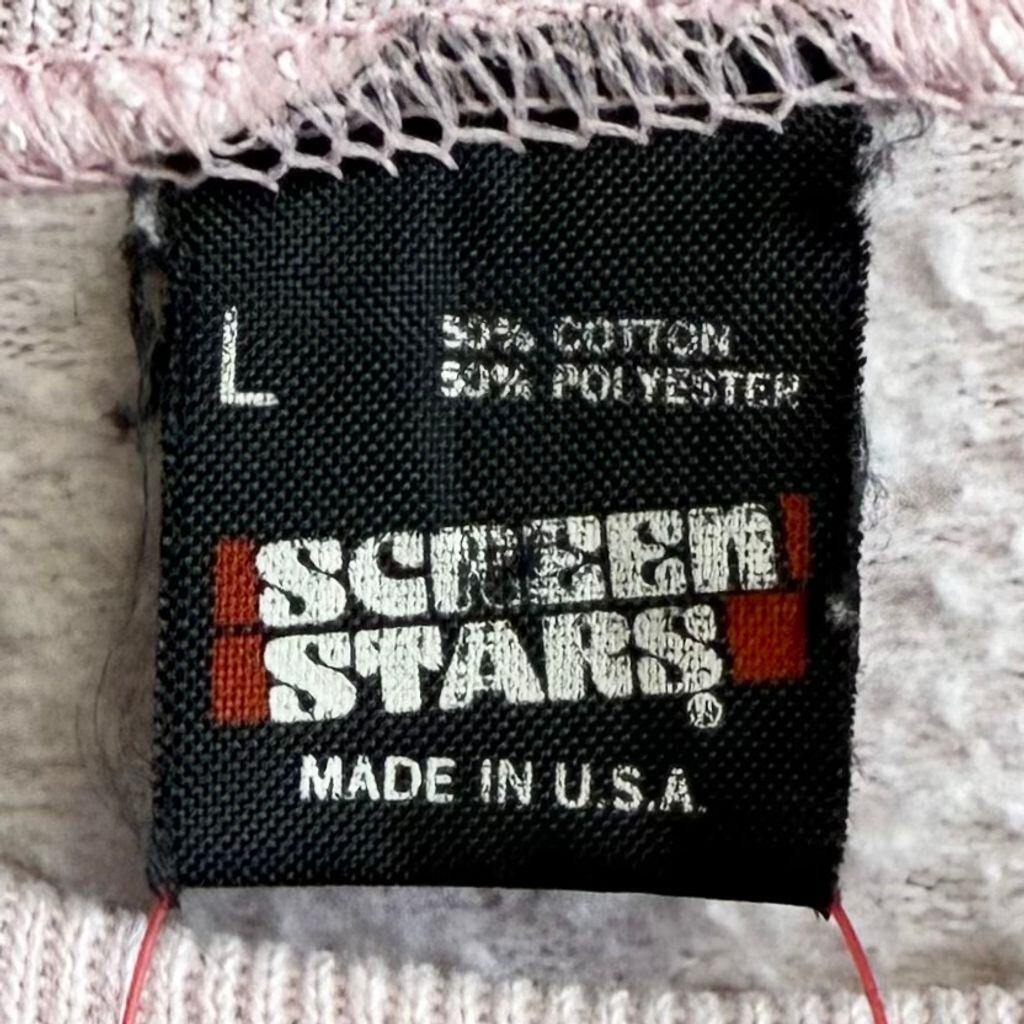 L
50% COTTON
50% POLYESTER
SCREEN
STARS®
MADE IN U.S.A.